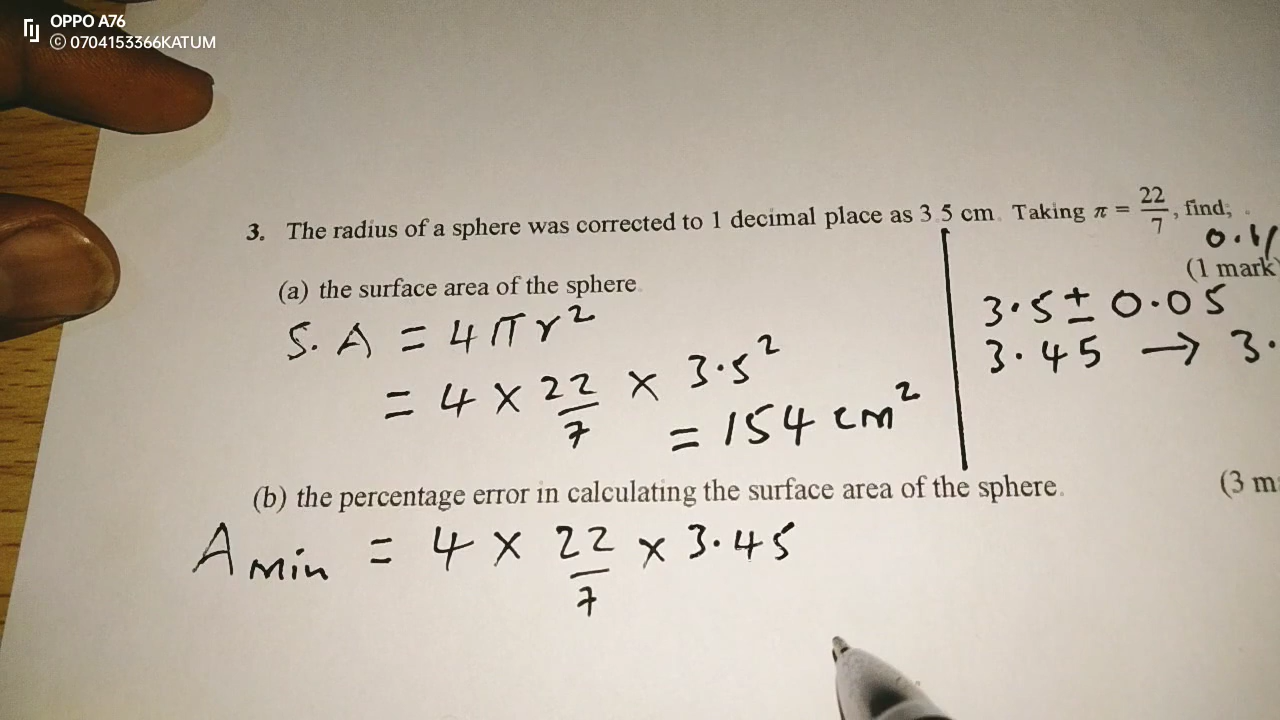 OPPO A76
© 0704153366KATUM
3. The radius of a sphere was corrected to 1 decimal place as 3 5 cm. Taking π = 22/7, find;
0.1/
(1 mark)
(a) the surface area of the sphere.
S.A = 4πr²
= 4 × 22/7 × 3.5²
= 154 cm²
3.5 ± 0.05
3.45 → 3.
(b) the percentage error in calculating the surface area of the sphere.
(3 m
A min = 4 × 22/7 × 3.45